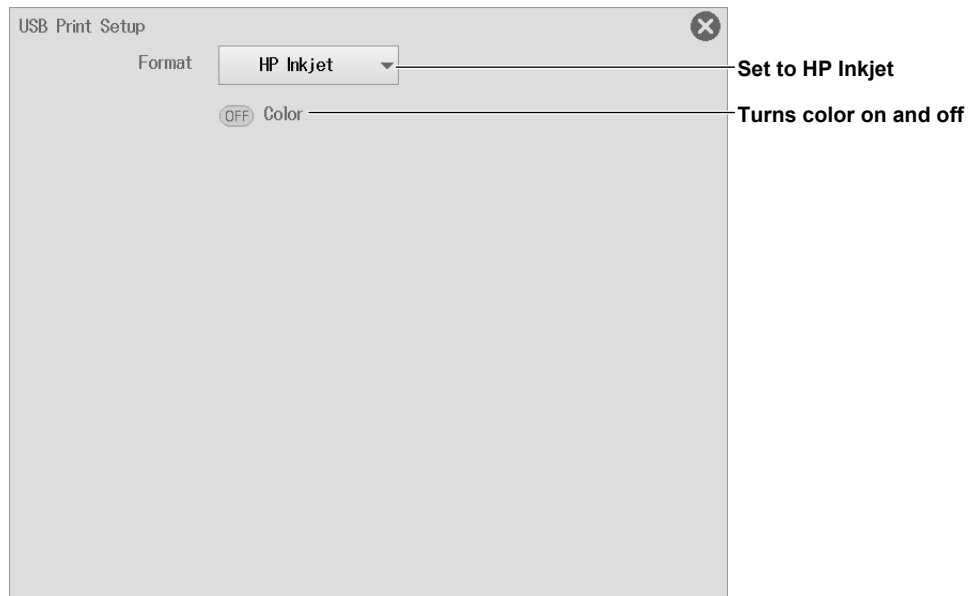 USB Print Setup
Format HP Inkjet Set to HP Inkjet
OFF Color Turns color on and off